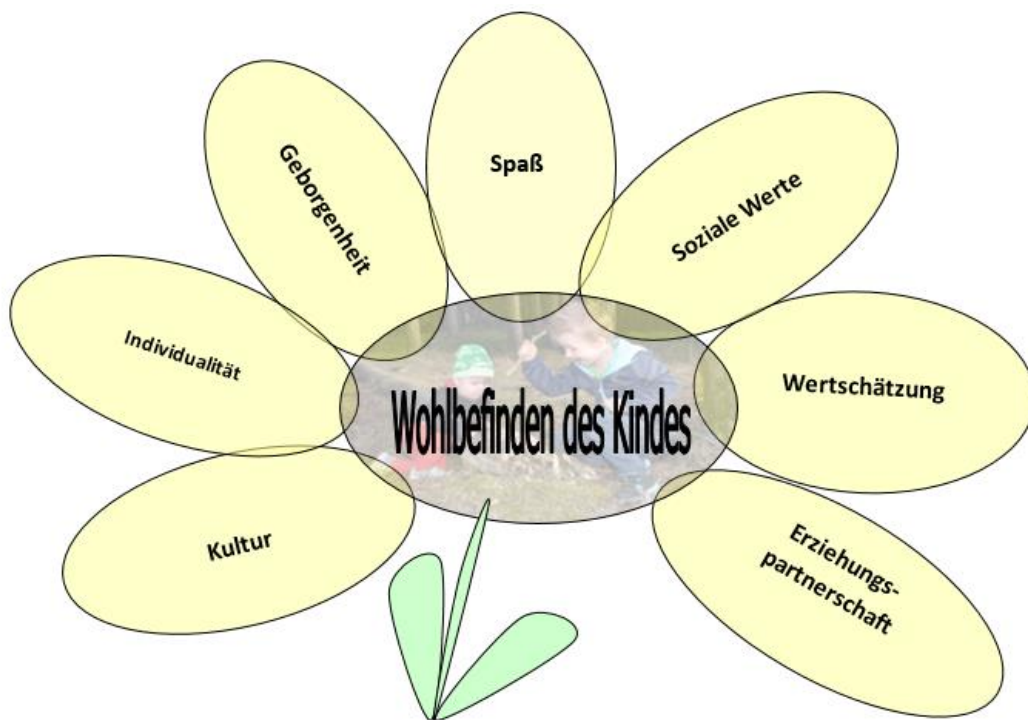 Spaß
Geborgenheit
Soziale Werte
Individualität
Wertschätzung
Wohlbefinden des Kindes
Kultur
Erziehungs-
partnerschaft